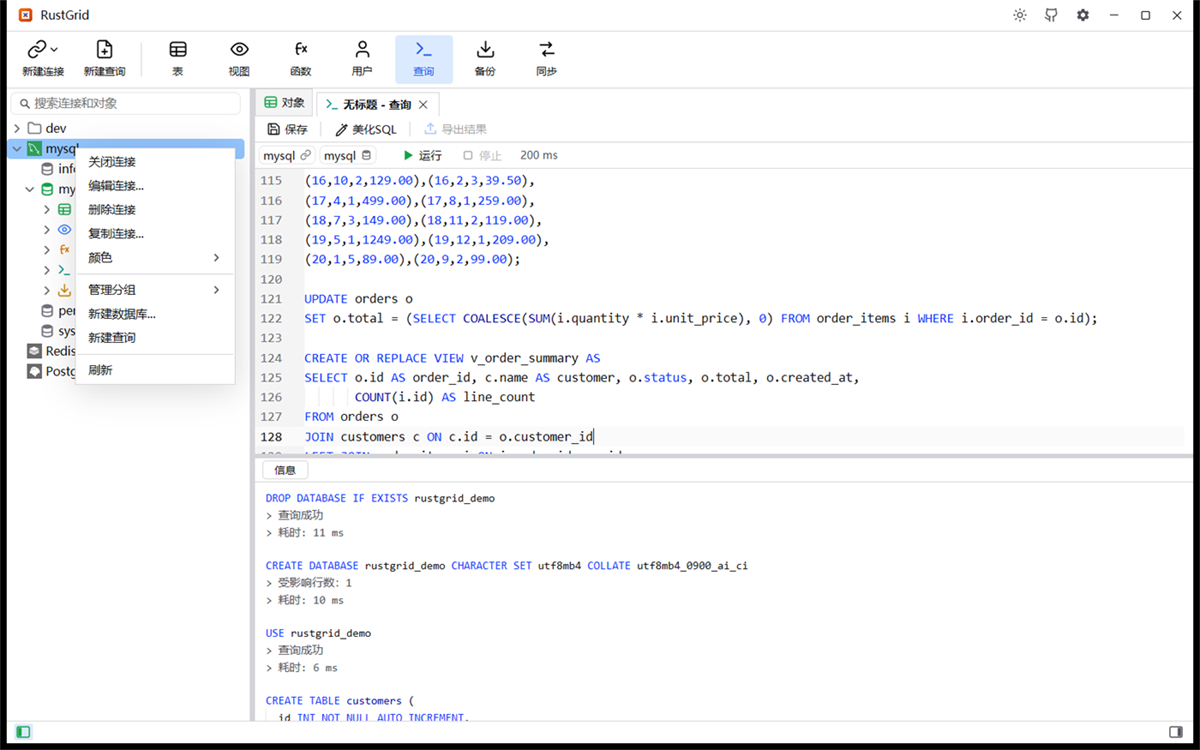 RustGrid
新建连接 新建查询 表 视图 函数 用户 查询 备份 同步
搜索连接和对象
dev
mysql
关闭连接
编辑连接...
删除连接
复制连接...
颜色
管理分组
新建数据库...
新建查询
刷新
对象 无标题 - 查询
保存 美化SQL 导出结果
mysql mysql 运行 停止 200 ms
115 (16,10,2,129.00),(16,2,3,39.50),
116 (17,4,1,499.00),(17,8,1,259.00),
117 (18,7,3,149.00),(18,11,2,119.00),
118 (19,5,1,1249.00),(19,12,1,209.00),
119 (20,1,5,89.00),(20,9,2,99.00);
120
121 UPDATE orders o
122 SET o.total = (SELECT COALESCE(SUM(i.quantity * i.unit_price), 0) FROM order_items i WHERE i.order_id = o.id);
123
124 CREATE OR REPLACE VIEW v_order_summary AS
125 SELECT o.id AS order_id, c.name AS customer, o.status, o.total, o.created_at,
126 COUNT(i.id) AS line_count
127 FROM orders o
128 JOIN customers c ON c.id = o.customer_id
信息
DROP DATABASE IF EXISTS rustgrid_demo
> 查询成功
> 耗时: 11 ms
CREATE DATABASE rustgrid_demo CHARACTER SET utf8mb4 COLLATE utf8mb4_0900_ai_ci
> 受影响行数: 1
> 耗时: 10 ms
USE rustgrid_demo
> 查询成功
> 耗时: 6 ms
CREATE TABLE customers (
id INT NOT NULL AUTO_INCREMENT,